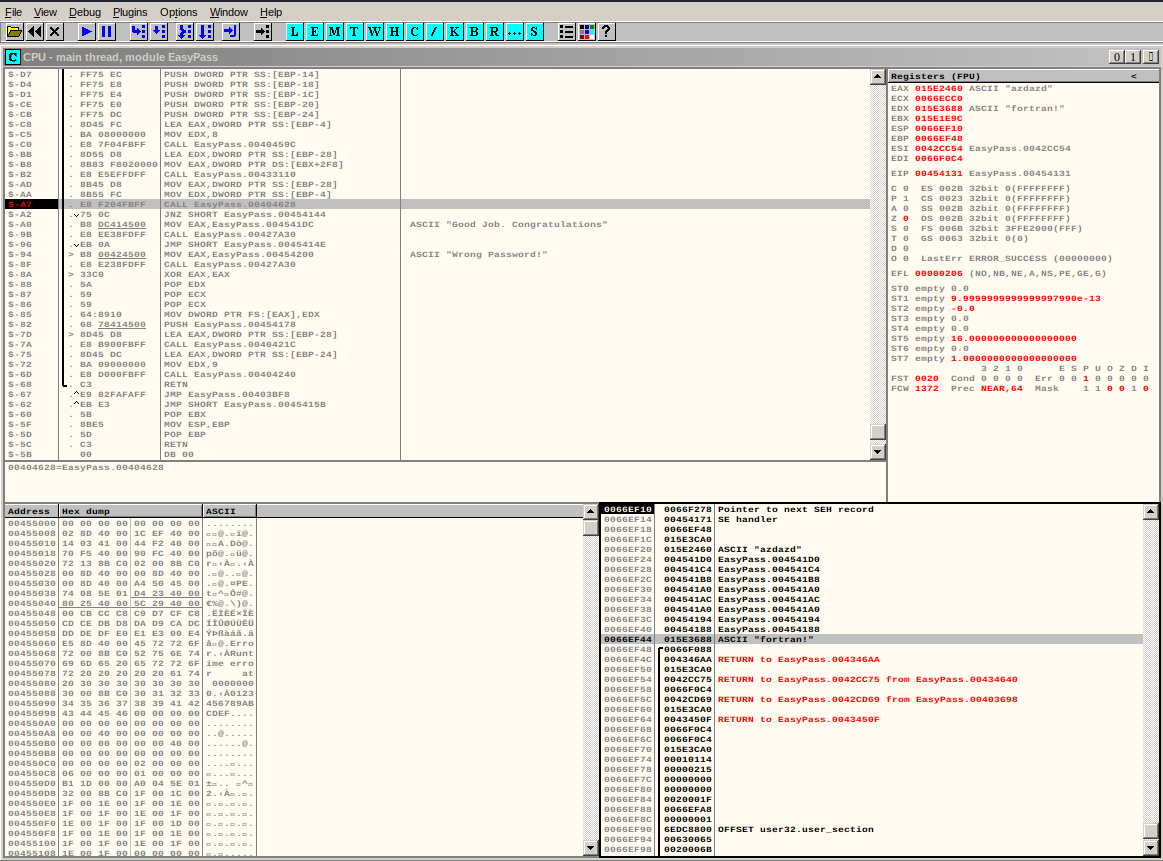 File View Debug Plugins Options Window Help
L E M T W H C / K B R ... S ?
C CPU - main thread, module EasyPass 0 1
$-D7 . FF75 EC PUSH DWORD PTR SS:[EBP-14]
$-D4 . FF75 E8 PUSH DWORD PTR SS:[EBP-18]
$-D1 . FF75 E4 PUSH DWORD PTR SS:[EBP-1C]
$-CE . FF75 E0 PUSH DWORD PTR SS:[EBP-20]
$-CB . FF75 DC PUSH DWORD PTR SS:[EBP-24]
$-C8 . 8D45 FC LEA EAX,DWORD PTR SS:[EBP-4]
$-C5 . BA 08000000 MOV EDX,8
$-C0 . E8 7F04FBFF CALL EasyPass.0040459C
$-BB . 8D55 D8 LEA EDX,DWORD PTR SS:[EBP-28]
$-B8 . 8B83 F8020000 MOV EAX,DWORD PTR DS:[EBX+2F8]
$-B2 . E8 E5EFFDFF CALL EasyPass.00433110
$-AD . 8B45 D8 MOV EAX,DWORD PTR SS:[EBP-28]
$-AA . 8B55 FC MOV EDX,DWORD PTR SS:[EBP-4]
$-A7 . E8 F204FBFF CALL EasyPass.00404628
$-A2 . 75 0C JNZ SHORT EasyPass.00454144
$-A0 . B8 DC414500 MOV EAX,EasyPass.004541DC ASCII "Good Job. Congratulations"
$-9B . E8 EE38FDFF CALL EasyPass.00427A30
$-96 . EB 0A JMP SHORT EasyPass.0045414E
$-94 > B8 00424500 MOV EAX,EasyPass.00454200 ASCII "Wrong Password!"
$-8F . E8 E238FDFF CALL EasyPass.00427A30
$-8A > 33C0 XOR EAX,EAX
$-88 . 5A POP EDX
$-87 . 59 POP ECX
$-86 . 59 POP ECX
$-85 . 64:8910 MOV DWORD PTR FS:[EAX],EDX
$-82 . 68 78414500 PUSH EasyPass.00454178
$-7D > 8D45 D8 LEA EAX,DWORD PTR SS:[EBP-28]
$-7A . E8 B900FBFF CALL EasyPass.0040421C
$-75 . 8D45 DC LEA EAX,DWORD PTR SS:[EBP-24]
$-72 . BA 09000000 MOV EDX,9
$-6D . E8 D000FBFF CALL EasyPass.00404240
$-68 . C3 RETN
$-67 .^E9 82FAFAFF JMP EasyPass.00403BF8
$-62 .^EB E3 JMP SHORT EasyPass.0045415B
$-60 . 5B POP EBX
$-5F . 8BE5 MOV ESP,EBP
$-5D . 5D POP EBP
$-5C . C3 RETN
$-5B 00 DB 00
00404628=EasyPass.00404628
Registers (FPU) <
EAX 015E2460 ASCII "azdazd"
ECX 0066ECC0
EDX 015E3688 ASCII "fortran!"
EBX 015E1E9C
ESP 0066EF10
EBP 0066EF48
ESI 0042CC54 EasyPass.0042CC54
EDI 0066F0C4
EIP 00454131 EasyPass.00454131
C 0 ES 002B 32bit 0(FFFFFFFF)
P 1 CS 0023 32bit 0(FFFFFFFF)
A 0 SS 002B 32bit 0(FFFFFFFF)
Z 0 DS 002B 32bit 0(FFFFFFFF)
S 0 FS 006B 32bit 3FFE2000(FFF)
T 0 GS 0063 32bit 0(0)
D 0
O 0 LastErr ERROR_SUCCESS (00000000)
EFL 00000206 (NO,NB,NE,A,NS,PE,GE,G)
ST0 empty 0.0
ST1 empty 9.9999999999999997990e-13
ST2 empty -0.0
ST3 empty 0.0
ST4 empty 0.0
ST5 empty 16.000000000000000000
ST6 empty 0.0
ST7 empty 1.0000000000000000000
3 2 1 0 E S P U O Z D I
FST 0020 Cond 0 0 0 0 Err 0 0 1 0 0 0 0 0
FCW 1372 Prec NEAR,64 Mask 1 1 0 0 1 0
Address Hex dump ASCII
00455000 00 00 00 00 00 00 00 00 ........
00455008 02 8D 40 00 1C EF 40 00
00455010 14 03 41 00 44 F2 40 00
00455018 70 F5 40 00 90 FC 40 00
00455020 72 13 8B C0 02 00 8B C0
00455028 00 8D 40 00 00 8D 40 00
00455030 00 8D 40 00 A4 50 45 00
00455038 74 08 5E 01 D4 23 40 00
00455040 80 25 40 00 5C 29 40 00 €%@.\)@.
00455048 00 CB CC C8 C9 D7 CF C8 .ËÌÈÉ×ÏÈ
00455050 CD CE DB D8 DA D9 CA DC ÍÎÛØÚÙÊÜ
00455058 DD DE DF E0 E1 E3 00 E4 ÝÞßàáã.ä
00455060 E5 8D 40 00 45 72 72 6F
00455068 72 00 8B C0 52 75 6E 74 r.‹ÀRunt
00455070 69 6D 65 20 65 72 72 6F ime erro
00455078 72 20 20 20 20 20 61 74 r at
00455080 20 30 30 30 30 30 30 30 0000000
00455088 30 00 8B C0 30 31 32 33 0.‹À0123
00455090 34 35 36 37 38 39 41 42 456789AB
00455098 43 44 45 46 00 00 00 00 CDEF....
004550A0 00 00 00 00 00 00 00 00 ........
004550A8 00 00 40 00 00 00 00 00 ..@.....
004550B0 00 00 00 00 00 00 40 00 ......@.
004550B8 00 00 00 00 00 00 00 00 ........
004550C0 00 00 00 00 02 00 00 00
004550C8 06 00 00 00 01 00 00 00
004550D0 B1 1D 00 00 A0 04 5E 01
004550D8 32 00 8B C0 1F 00 1C 00
004550E0 1F 00 1E 00 1F 00 1E 00
004550E8 1F 00 1F 00 1E 00 1F 00
004550F0 1E 00 1F 00 1F 00 1D 00
004550F8 1F 00 1E 00 1F 00 1E 00
00455100 1F 00 1F 00 1E 00 1F 00
00455108 1E 00 1F 00 00 00 00 00
0066EF10 0066F278 Pointer to next SEH record
0066EF14 00454171 SE handler
0066EF18 0066EF48
0066EF1C 015E3CA0
0066EF20 015E2460 ASCII "azdazd"
0066EF24 004541D0 EasyPass.004541D0
0066EF28 004541C4 EasyPass.004541C4
0066EF2C 004541B8 EasyPass.004541B8
0066EF30 004541A0 EasyPass.004541A0
0066EF34 004541AC EasyPass.004541AC
0066EF38 004541A0 EasyPass.004541A0
0066EF3C 00454194 EasyPass.00454194
0066EF40 00454188 EasyPass.00454188
0066EF44 015E3688 ASCII "fortran!"
0066EF48 0066F088
0066EF4C 004346AA RETURN to EasyPass.004346AA
0066EF50 015E3CA0
0066EF54 0042CC75 RETURN to EasyPass.0042CC75 from EasyPass.00434640
0066EF58 0066F0C4
0066EF5C 0042CD69 RETURN to EasyPass.0042CD69 from EasyPass.00403698
0066EF60 015E3CA0
0066EF64 0043450F RETURN to EasyPass.0043450F
0066EF68 0066F0C4
0066EF6C 0066F0C4
0066EF70 015E3CA0
0066EF74 00010114
0066EF78 00000215
0066EF7C 00000000
0066EF80 00000000
0066EF84 0020001F
0066EF88 0066EFA8
0066EF8C 00000001
0066EF90 6EDC8800 OFFSET user32.user_section
0066EF94 00630065
0066EF98 0020006B